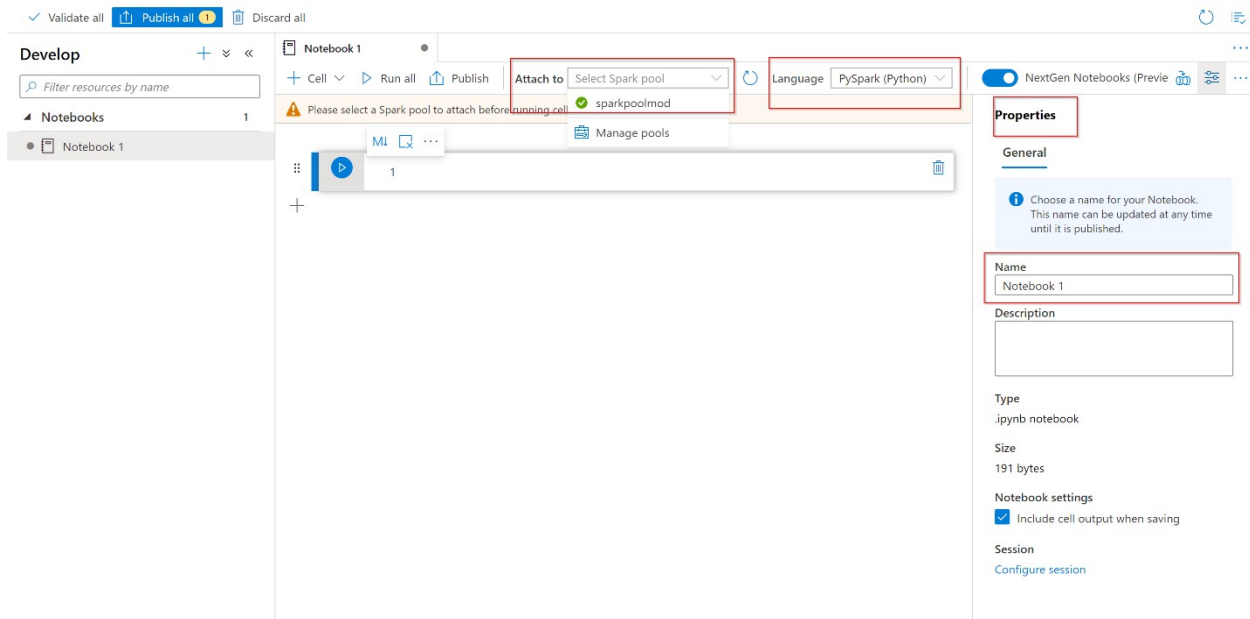 Validate all
Publish all 1
Discard all
Develop
Filter resources by name
Notebooks 1
Notebook 1
Notebook 1
Cell
Run all
Publish
Attach to Select Spark pool
Language PySpark (Python)
NextGen Notebooks (Previe
Please select a Spark pool to attach before running cell
sparkpoolmod
Manage pools
M↓
1
Properties
General
Choose a name for your Notebook.
This name can be updated at any time
until it is published.
Name
Notebook 1
Description
Type
.ipynb notebook
Size
191 bytes
Notebook settings
Include cell output when saving
Session
Configure session